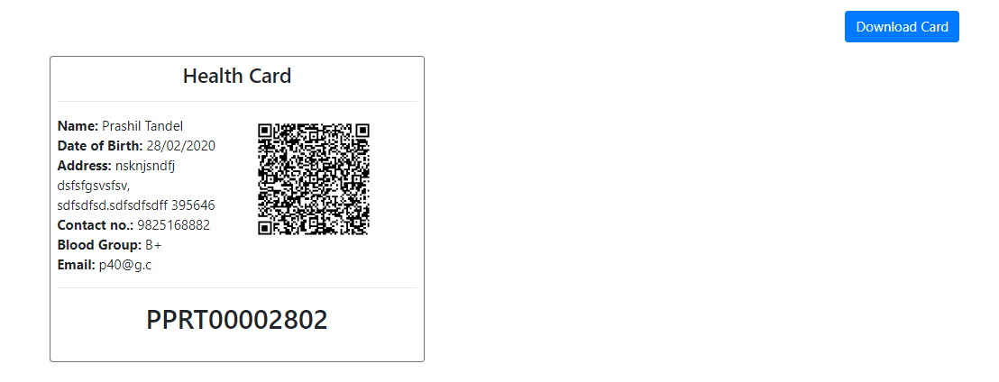 Download Card
Health Card
Name: Prashil Tandel
Date of Birth: 28/02/2020
Address: nsknjsndfj
dsfsfgsvsfsv,
sdfsdfsd.sdfsdfsdff 395646
Contact no.: 9825168882
Blood Group: B+
Email: p40@g.c
PPRT00002802